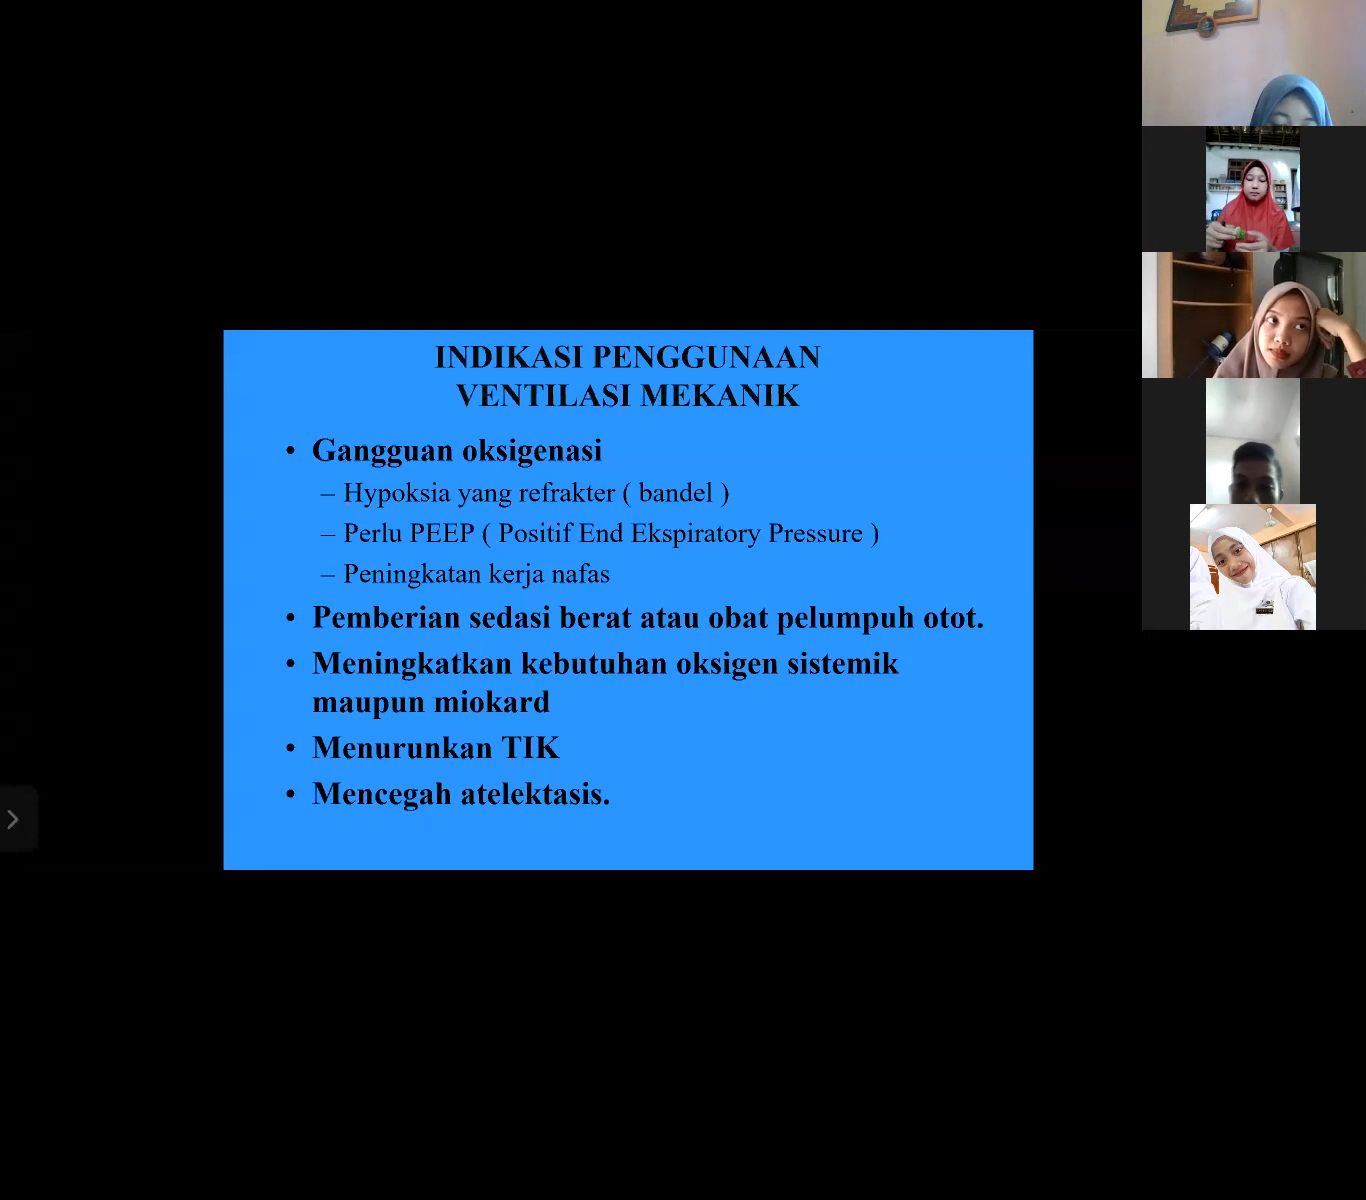 INDIKASI PENGGUNAAN
VENTILASI MEKANIK
• Gangguan oksigenasi
– Hypoksia yang refrakter ( bandel )
– Perlu PEEP ( Positif End Ekspiratory Pressure )
– Peningkatan kerja nafas
• Pemberian sedasi berat atau obat pelumpuh otot.
• Meningkatkan kebutuhan oksigen sistemik
maupun miokard
• Menurunkan TIK
• Mencegah atelektasis.